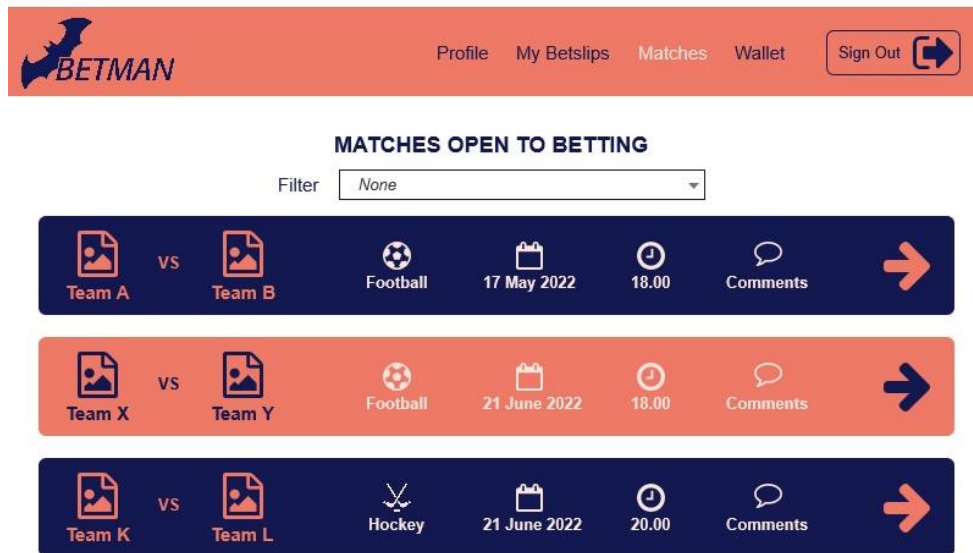 BETMAN
Profile My Betslips Matches Wallet Sign Out
MATCHES OPEN TO BETTING
Filter None
Team A vs Team B Football 17 May 2022 18.00 Comments
Team X vs Team Y Football 21 June 2022 18.00 Comments
Team K vs Team L Hockey 21 June 2022 20.00 Comments